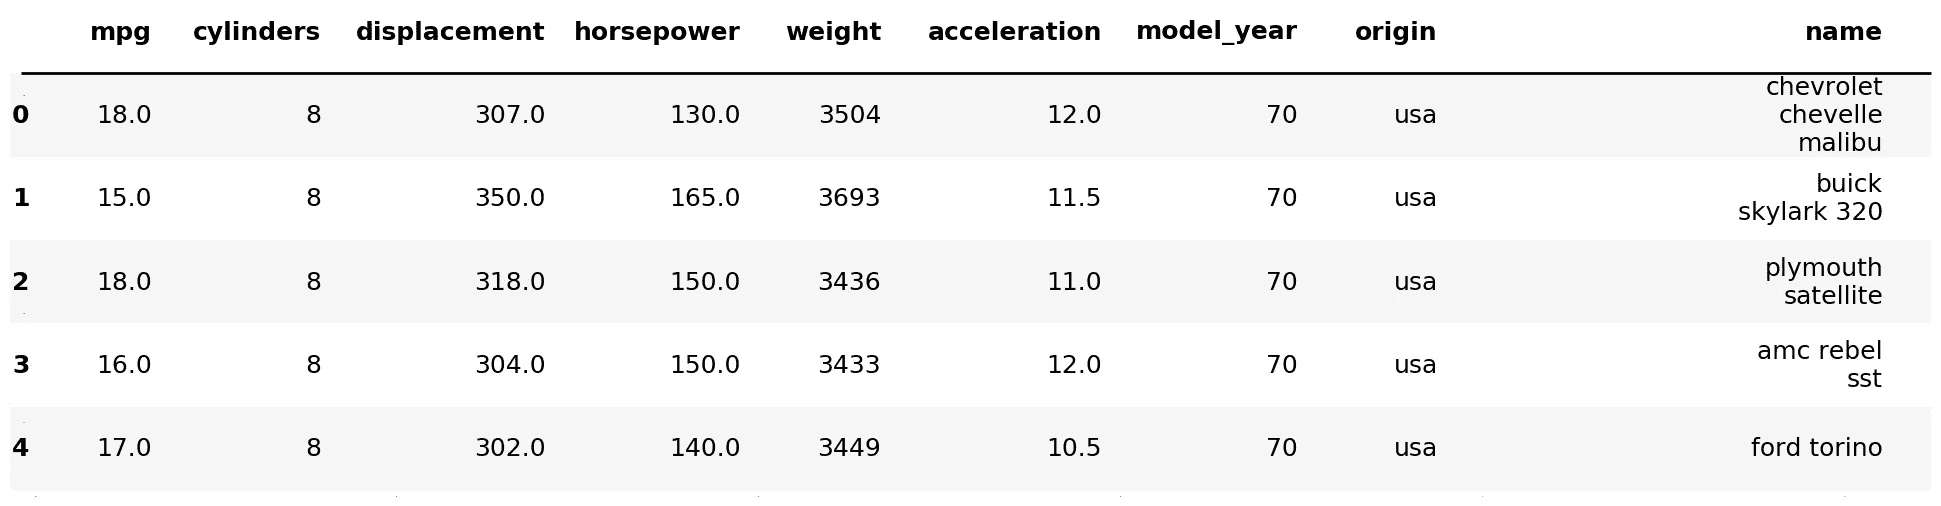 mpg cylinders displacement horsepower weight acceleration model_year origin name
0 18.0 8 307.0 130.0 3504 12.0 70 usa chevrolet chevelle malibu
1 15.0 8 350.0 165.0 3693 11.5 70 usa buick skylark 320
2 18.0 8 318.0 150.0 3436 11.0 70 usa plymouth satellite
3 16.0 8 304.0 150.0 3433 12.0 70 usa amc rebel sst
4 17.0 8 302.0 140.0 3449 10.5 70 usa ford torino